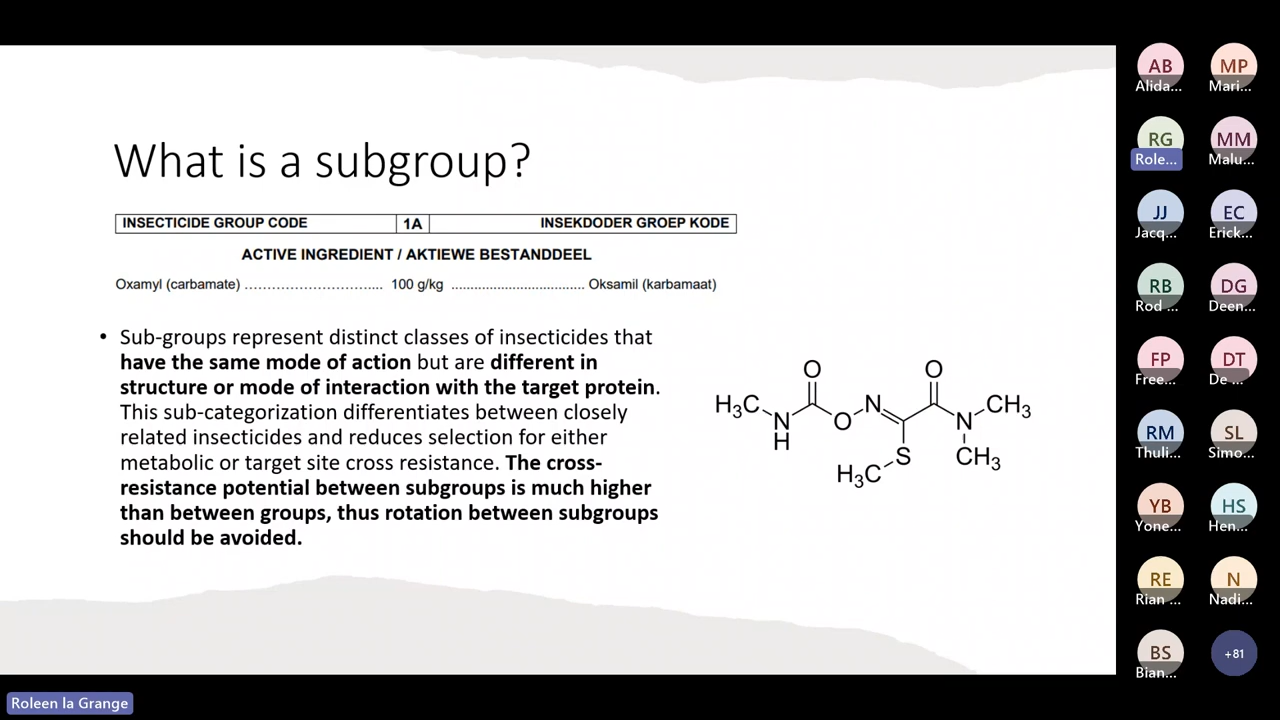 What is a subgroup?
INSECTICIDE GROUP CODE 1A INSEKDODER GROEP KODE
ACTIVE INGREDIENT / AKTIEWE BESTANDDEEL
Oxamyl (carbamate) ................................ 100 g/kg .................................. Oksamil (karbamaat)
• Sub-groups represent distinct classes of insecticides that
have the same mode of action but are different in
structure or mode of interaction with the target protein.
This sub-categorization differentiates between closely
related insecticides and reduces selection for either
metabolic or target site cross resistance. The cross-
resistance potential between subgroups is much higher
than between groups, thus rotation between subgroups
should be avoided.
O O
H₃C N H O N S H₃C N CH₃ CH₃
AB MP
Alida... Mari...
RG MM
Role... Malu...
JJ EC
Jacq... Erick...
RB DG
Rod ... Deen...
FP DT
Free... De ...
RM SL
Thuli... Simo...
YB HS
Yone... Hen...
RE N
Rian ... Nadi...
BS +81
Bian...
Roleen la Grange